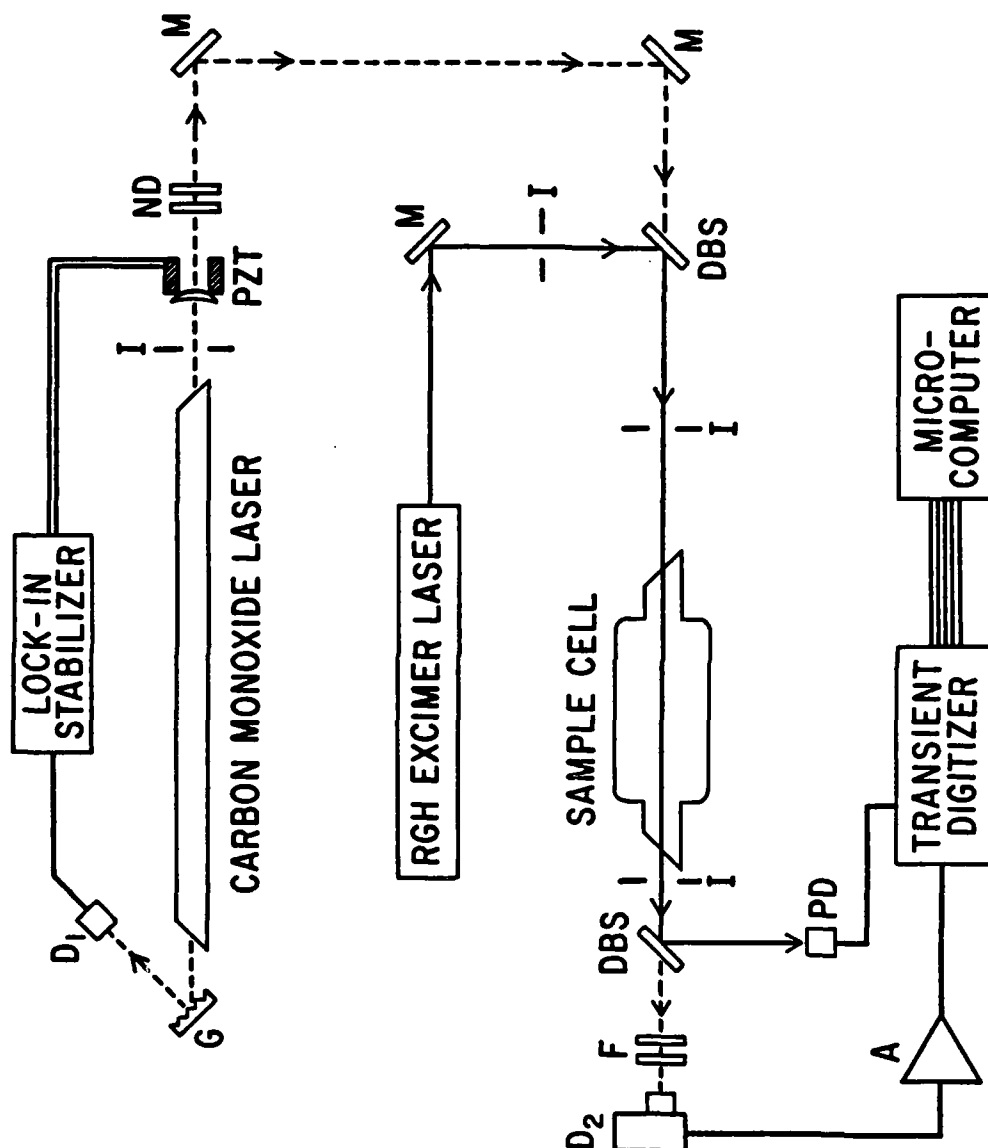 LOCK-IN
STABILIZER
D1
G
CARBON MONOXIDE LASER
I
I
PZT
ND
M
M
RGH EXCIMER LASER
M
I
DBS
SAMPLE CELL
I
I
DBS
F
D2
PD
A
TRANSIENT
DIGITIZER
MICRO-
COMPUTER